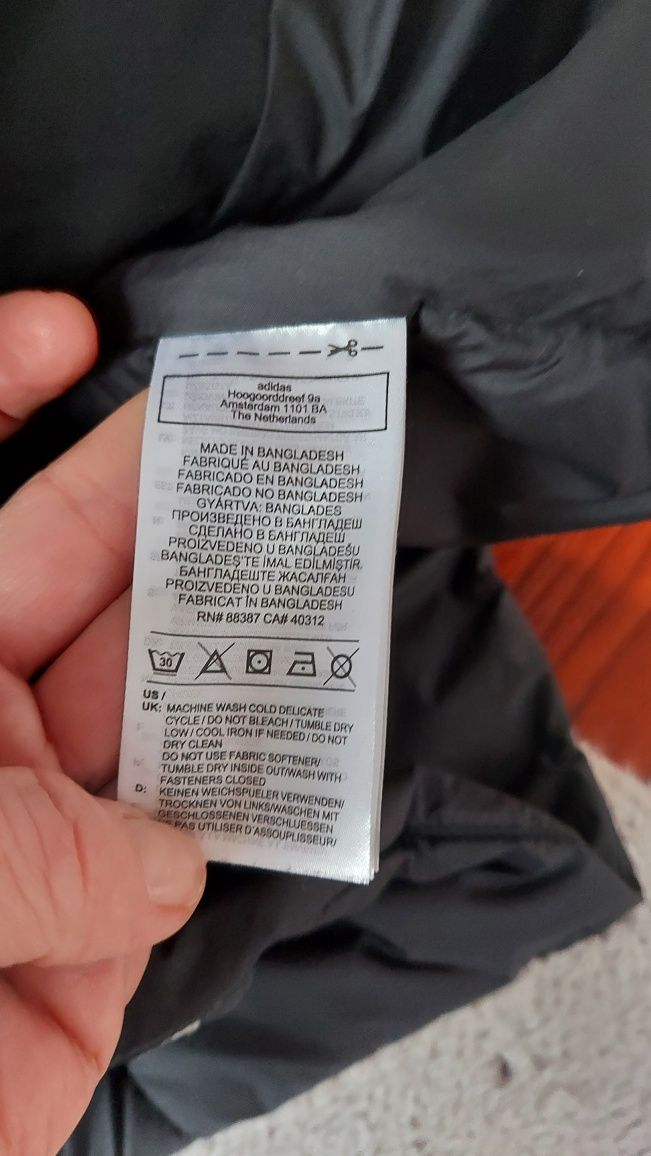 adidas
Hoogoorddreef 9a
Amsterdam 1101 BA
The Netherlands
MADE IN BANGLADESH
FABRIQUÉ AU BANGLADESH
FABRICADO EN BANGLADESH
FABRICADO NO BANGLADESH
GYÁRTVA: BANGLADES
ПРОИЗВЕДЕНО В БАНГЛАДЕШ
СДЕЛАНО В БАНГЛАДЕШ
PROIZVEDENO U BANGLADEŠU
BANGLADEŞ'TE İMAL EDİLMİŞTİR.
БАНГЛАДЕШТЕ ЖАСАЛҒАН
PROIZVEDENO U BANGLADESU
FABRICAT ÎN BANGLADESH
RN# 88387 CA# 40312
30
US /
UK: MACHINE WASH COLD DELICATE
CYCLE / DO NOT BLEACH / TUMBLE DRY
LOW / COOL IRON IF NEEDED / DO NOT
DRY CLEAN
DO NOT USE FABRIC SOFTENER/
TUMBLE DRY INSIDE OUT/WASH WITH
FASTENERS CLOSED
D: KEINEN WEICHSPUELER VERWENDEN/
TROCKNEN VON LINKS/WASCHEN MIT
GESCHLOSSENEN VERSCHLUESSEN
PAS UTILISER D'ASSOUPLISSEUR/